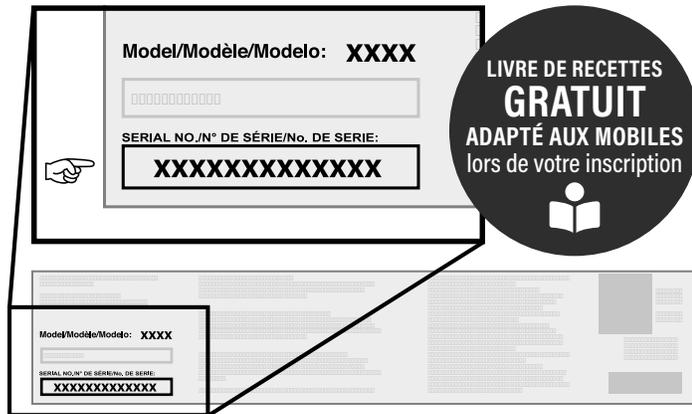 Model/Modèle/Modelo: XXXX
SERIAL NO./N° DE SÉRIE/No. DE SERIE:
XXXXXXXXXXXXX
LIVRE DE RECETTES
GRATUIT
ADAPTÉ AUX MOBILES
lors de votre inscription
Model/Modèle/Modelo: XXXX
SERIAL NO./N° DE SÉRIE/No. DE SERIE:
XXXXXXXXXXXXX